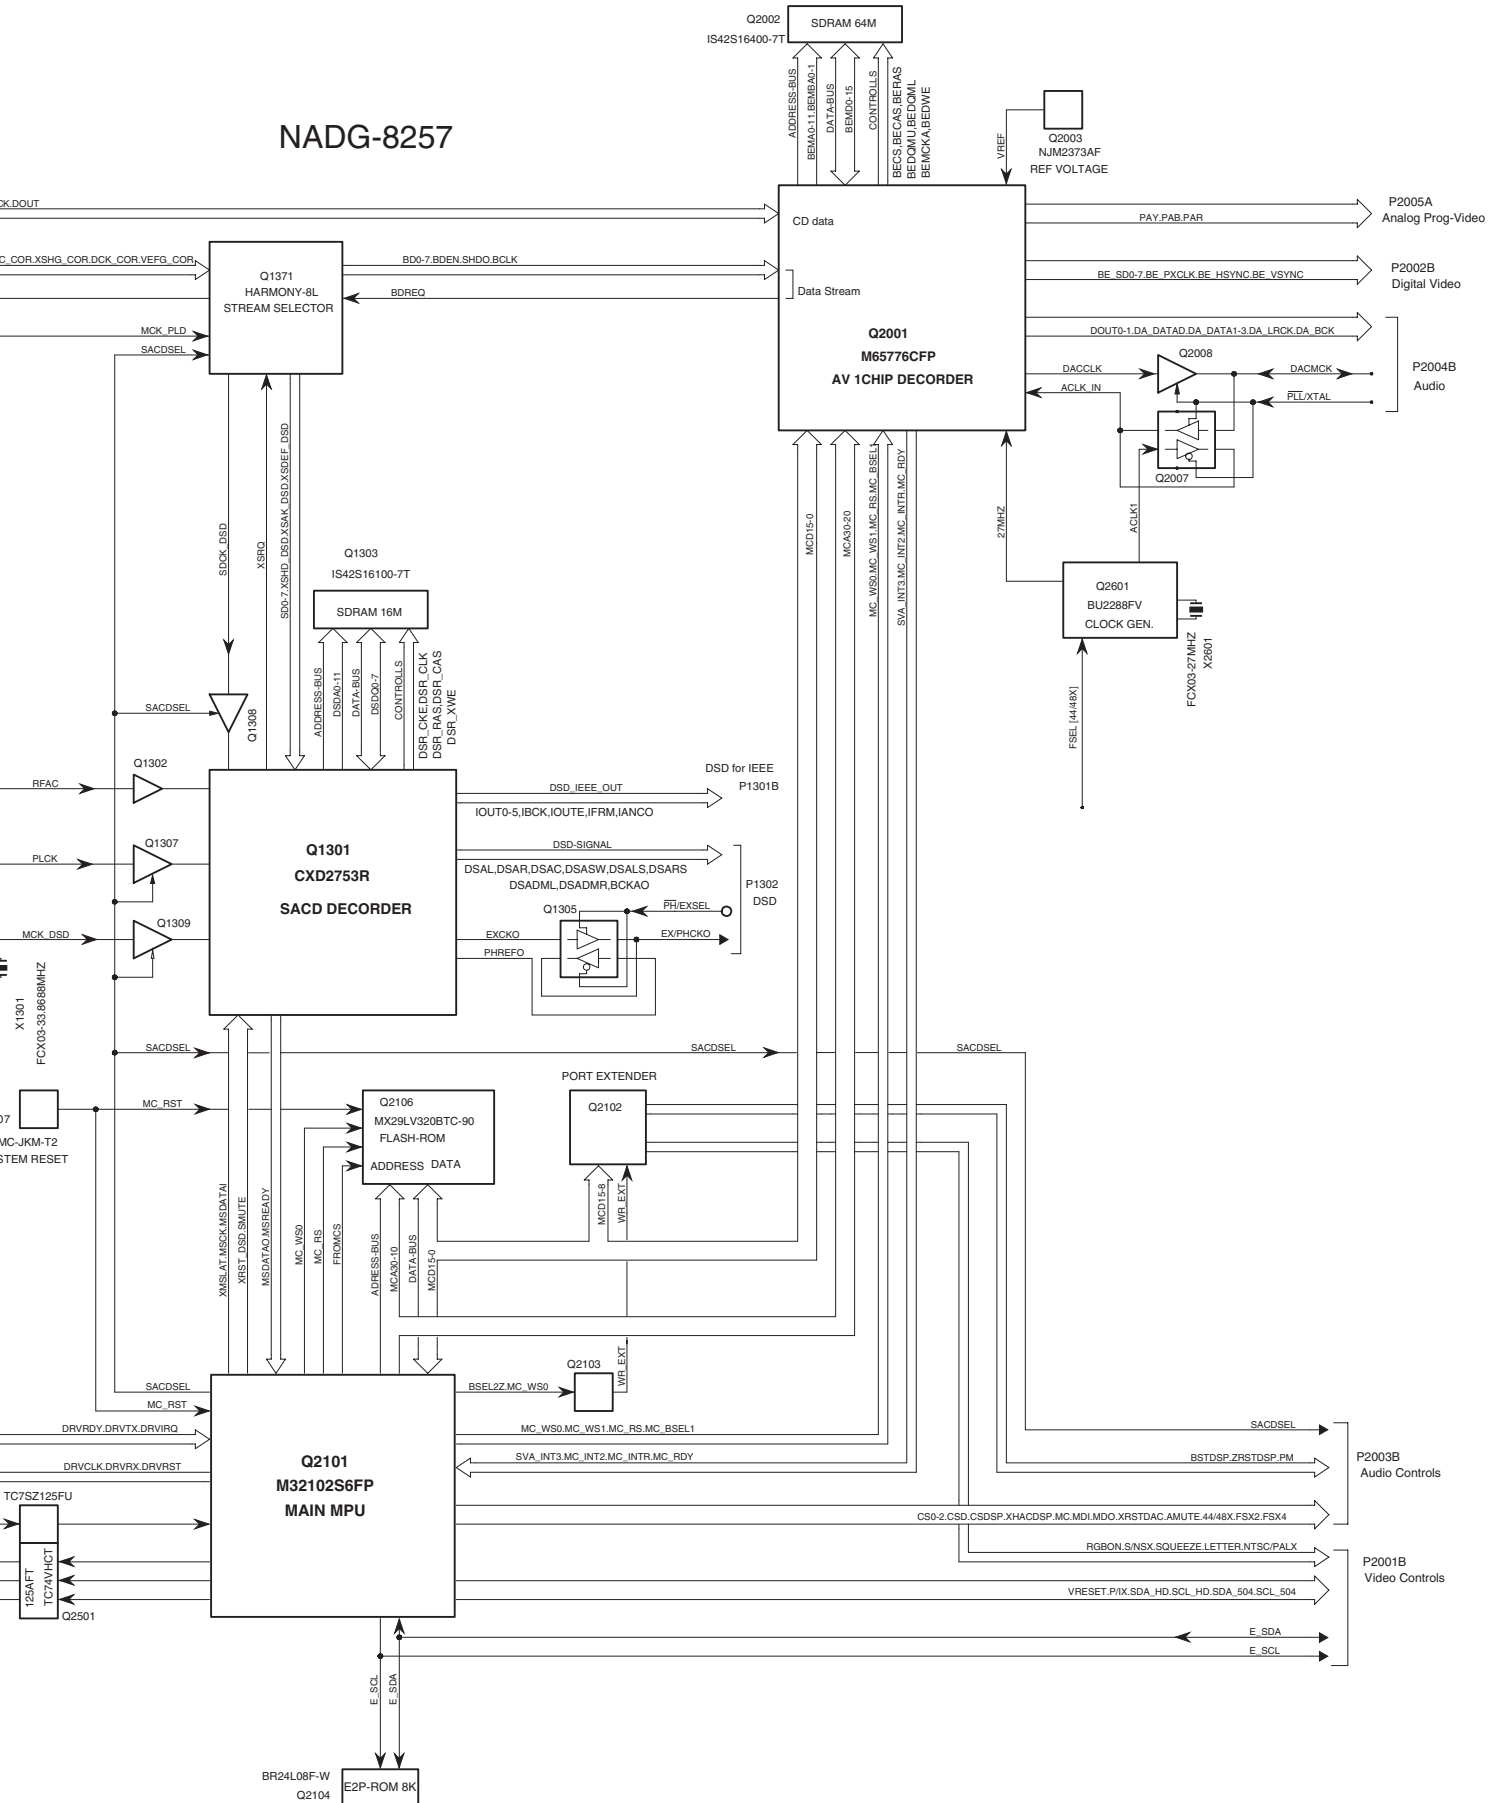 Q2002
SDRAM 64M
IS42S16400-7T
ADDRESS-BUS
BEMA0-11.BEMBA0-1
DATA-BUS
BEMD0-15
CONTROLLS
BECS,BECAS,BERAS
BEDQMU,BEDQML
BEMCKA,BEDWE
VREF
Q2003
NJM2373AF
REF VOLTAGE
NADG-8257
CK.DOUT
CD data
PAY.PAB.PAR
P2005A
Analog Prog-Video
C_COR.XSHG_COR.DCK_COR.VEFG_COR
Q1371
HARMONY-8L
STREAM SELECTOR
BD0-7.BDEN.SHDO.BCLK
BDREQ
Data Stream
BE_SD0-7.BE_PXCLK.BE_HSYNC.BE_VSYNC
P2002B
Digital Video
MCK_PLD
SACDSEL
Q2001
M65776CFP
AV 1CHIP DECORDER
DOUT0-1.DA_DATAD.DA_DATA1-3.DA_LRCK.DA_BCK
Q2008
DACCLK
DACMCK
ACLK_IN
PLL/XTAL
P2004B
Audio
Q2007
SDCK_DSD
XSRQ
SD0-7.XSHD_DSD.XSAK_DSD.XSDEF_DSD
MCD15-0
MCA30-20
MC_WS0.MC_WS1.MC_RS.MC_BSEL1
SVA_INT3.MC_INT2.MC_INTR.MC_RDY
27MHZ
ACLK1
Q2601
BU2288FV
CLOCK GEN.
FCX03-27MHZ
X2601
FSEL [44/48X]
Q1303
IS42S16100-7T
SDRAM 16M
ADDRESS-BUS
DSDA0-11
DATA-BUS
DSDQ0-7
CONTROLLS
DSR_CKE,DSR_CLK
DSR_RAS,DSR_CAS
DSR_XWE
SACDSEL
Q1308
RFAC
Q1302
PLCK
Q1307
MCK_DSD
Q1309
X1301
FCX03-33.8688MHZ
Q1301
CXD2753R
SACD DECORDER
DSD for IEEE
P1301B
DSD_IEEE_OUT
IOUT0-5,IBCK,IOUTE,IFRM,IANCO
DSD-SIGNAL
DSAL,DSAR,DSAC,DSASW,DSALS,DSARS
DSADML,DSADMR,BCKAO
P1302
DSD
Q1305
PH/EXSEL
EXCKO
EX/PHCKO
PHREFO
SACDSEL
SACDSEL
SACDSEL
07
MC-JKM-T2
STEM RESET
MC_RST
Q2106
MX29LV320BTC-90
FLASH-ROM
ADDRESS DATA
PORT EXTENDER
Q2102
XMSLAT.MSCK.MSDATAI
XRST_DSD.SMUTE
MSDATAO.MSREADY
MC_WS0
MC_RS
FROMCS
ADRESS-BUS
MCA30-10
DATA-BUS
MCD15-0
MCD15-8
WR_EXT
WR_EXT
Q2103
SACDSEL
MC_RST
BSEL2Z.MC_WS0
DRVRDY.DRVTX.DRVIRQ
DRVCLK.DRVRX.DRVRST
Q2101
M32102S6FP
MAIN MPU
MC_WS0.MC_WS1.MC_RS.MC_BSEL1
SVA_INT3.MC_INT2.MC_INTR.MC_RDY
SACDSEL
BSTDSP.ZRSTDSP.PM
P2003B
Audio Controls
CS0-2.CSD.CSDSP.XHACDSP.MC.MDI.MDO.XRSTDAC.AMUTE.44/48X.FSX2.FSX4
RGBON.S/NSX.SQUEEZE.LETTER.NTSC/PALX
P2001B
Video Controls
VRESET.P/IX.SDA_HD.SCL_HD.SDA_504.SCL_504
E_SDA
E_SCL
TC7SZ125FU
125AFT
TC74VHCT
Q2501
E_SCL
E_SDA
BR24L08F-W
Q2104
E2P-ROM 8K